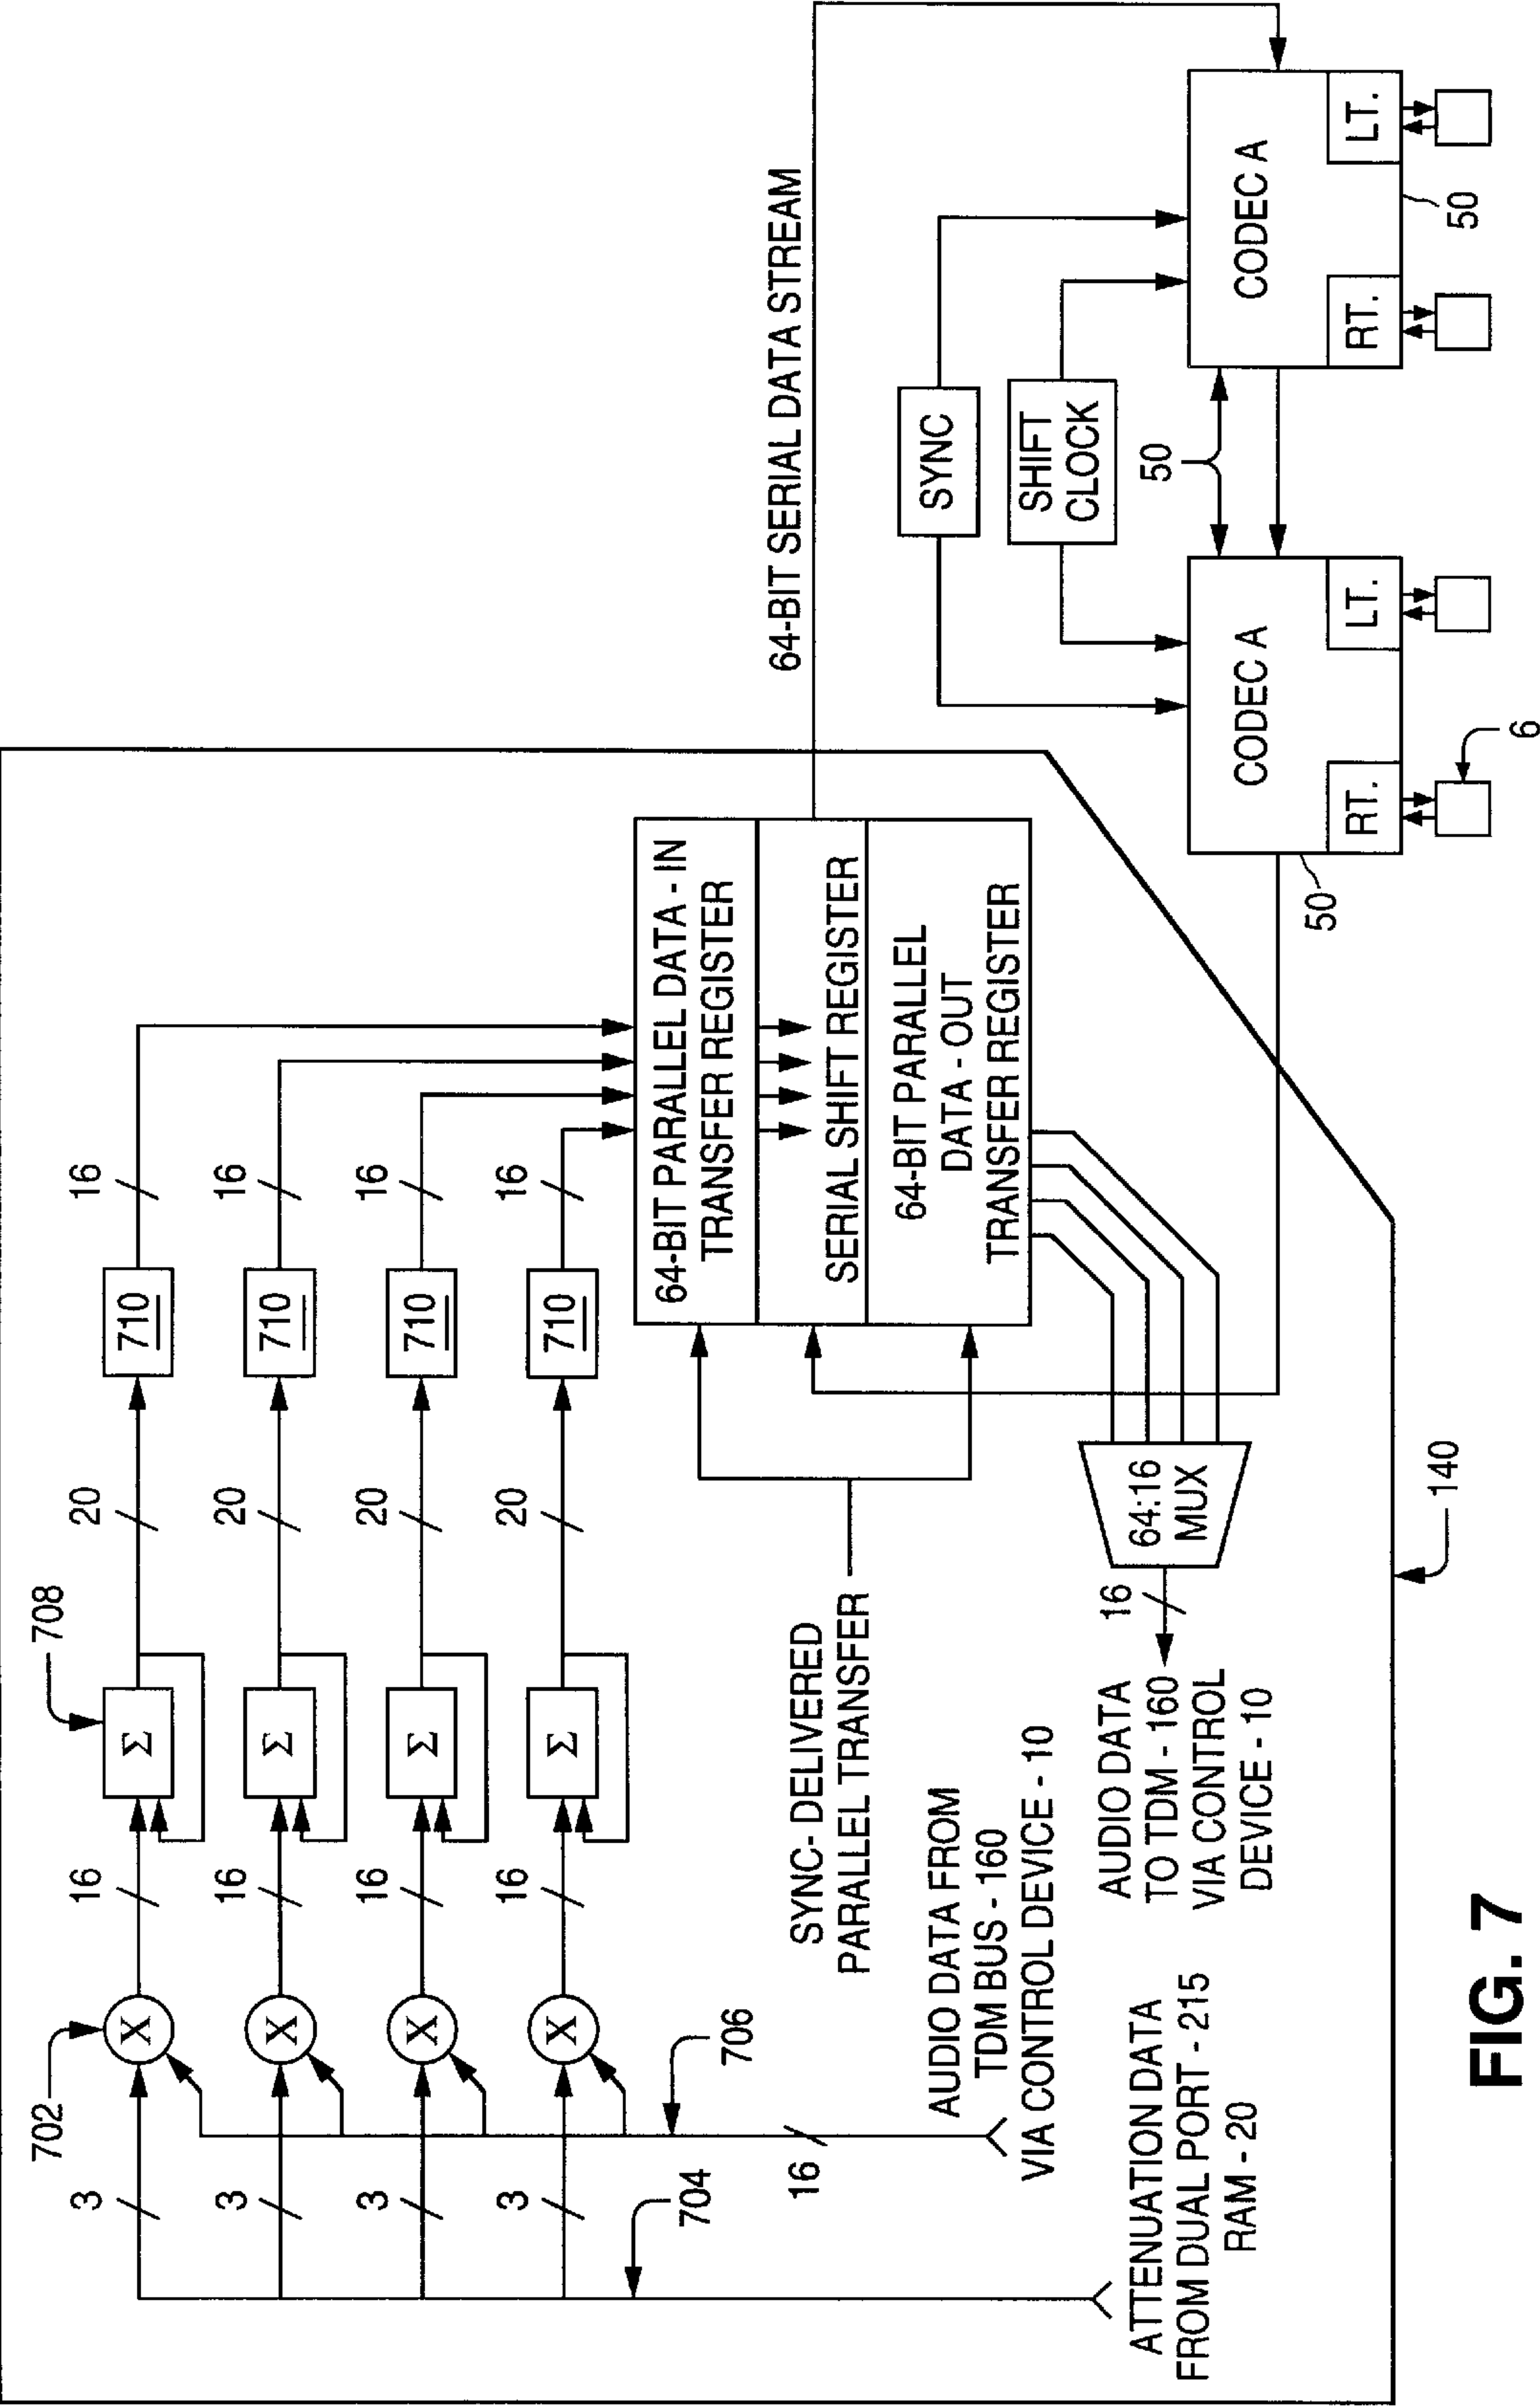 702
3
3
3
3
X
X
X
X
16
16
16
16
708
Σ
Σ
Σ
Σ
20
20
20
20
710
710
710
710
16
16
16
16
704
706
16
ATTENUATION DATA
FROM DUAL PORT - 215
RAM - 20
AUDIO DATA FROM
TDM BUS - 160
VIA CONTROL DEVICE - 10
SYNC- DELIVERED
PARALLEL TRANSFER
64-BIT PARALLEL DATA - IN
TRANSFER REGISTER
SERIAL SHIFT REGISTER
64-BIT PARALLEL
DATA - OUT
TRANSFER REGISTER
64:16
MUX
16
AUDIO DATA
TO TDM - 160
VIA CONTROL
DEVICE - 10
140
64-BIT SERIAL DATA STREAM
SYNC
SHIFT
CLOCK
50
CODEC A
RT.
LT.
50
6
CODEC A
RT.
LT.
50
FIG. 7